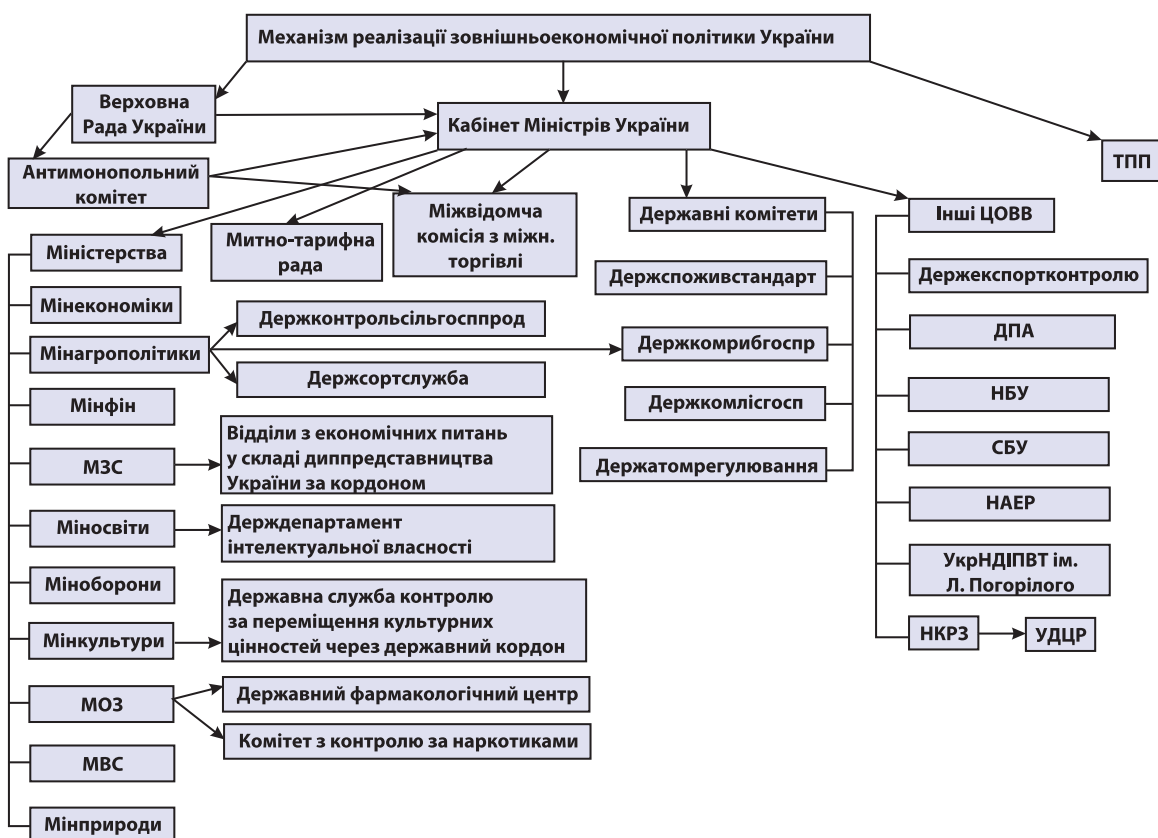 Механізм реалізації зовнішньоекономічної політики України
Верховна
Рада України
Кабінет Міністрів України
ТПП
Антимонопольний
комітет
Міністерства
Митно-тарифна
рада
Міжвідомча
комісія з міжн.
торгівлі
Державні комітети
Інші ЦОВВ
Мінекономіки
Мінагрополітики
Держконтрольсільгосппрод
Держсортслужба
Мінфін
МЗС
Відділи з економічних питань
у складі диппредставництва
України за кордоном
Міносвіти
Держдепартамент
інтелектуальної власності
Міноборони
Мінкультури
Державна служба контролю
за переміщення культурних
цінностей через державний кордон
МОЗ
Державний фармакологічний центр
Комітет з контролю за наркотиками
МВС
Мінприроди
Держспоживстандарт
Держкомрибгоспр
Держкомлісгосп
Держатомрегулювання
Держекспортконтролю
ДПА
НБУ
СБУ
НАЕР
УкрНДІПВТ ім.
Л. Погорілого
НКРЗ
УДЦР